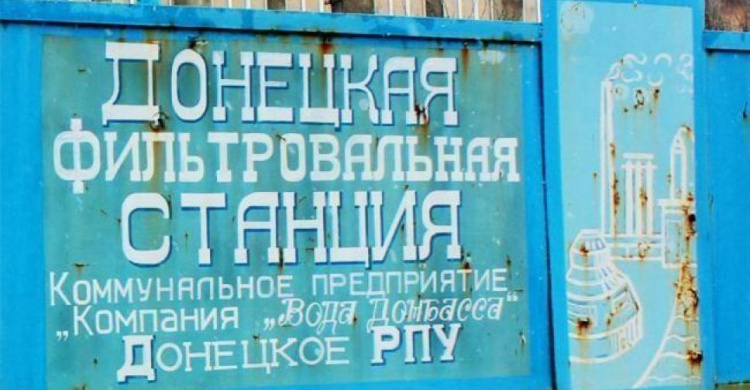 ДОНЕЦКАЯ
ФИЛЬТРОВАЛЬНАЯ
СТАНЦИЯ
КОММУНАЛЬНОЕ ПРЕДПРИЯТИЕ
„КОМПАНИЯ „Вода Донбасса“
ДОНЕЦКОЕ РПУ